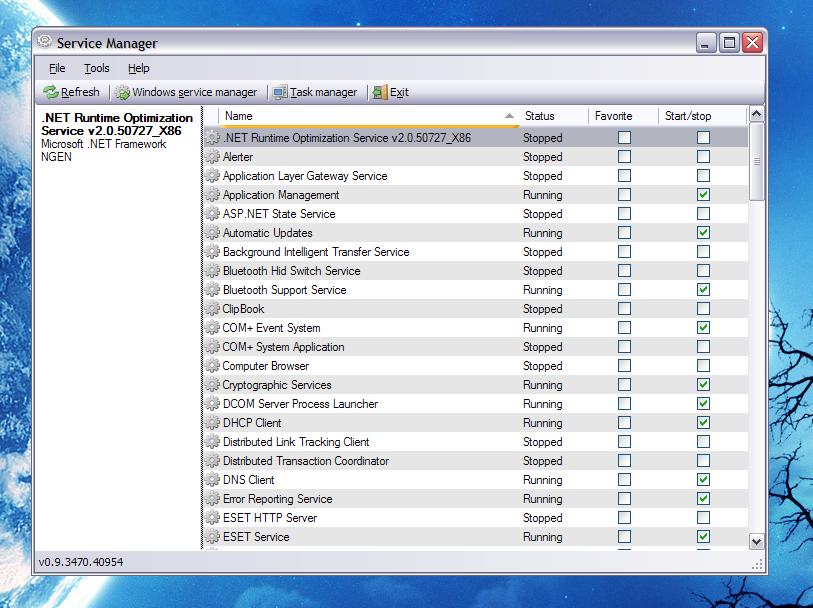 Service Manager
File Tools Help
Refresh Windows service manager Task manager Exit
.NET Runtime Optimization
Service v2.0.50727_X86
Microsoft .NET Framework
NGEN
Name Status Favorite Start/stop
.NET Runtime Optimization Service v2.0.50727_X86 Stopped
Alerter Stopped
Application Layer Gateway Service Stopped
Application Management Running
ASP.NET State Service Stopped
Automatic Updates Running
Background Intelligent Transfer Service Stopped
Bluetooth Hid Switch Service Stopped
Bluetooth Support Service Running
ClipBook Stopped
COM+ Event System Running
COM+ System Application Stopped
Computer Browser Stopped
Cryptographic Services Running
DCOM Server Process Launcher Running
DHCP Client Running
Distributed Link Tracking Client Stopped
Distributed Transaction Coordinator Stopped
DNS Client Running
Error Reporting Service Running
ESET HTTP Server Stopped
ESET Service Running
v0.9.3470.40954